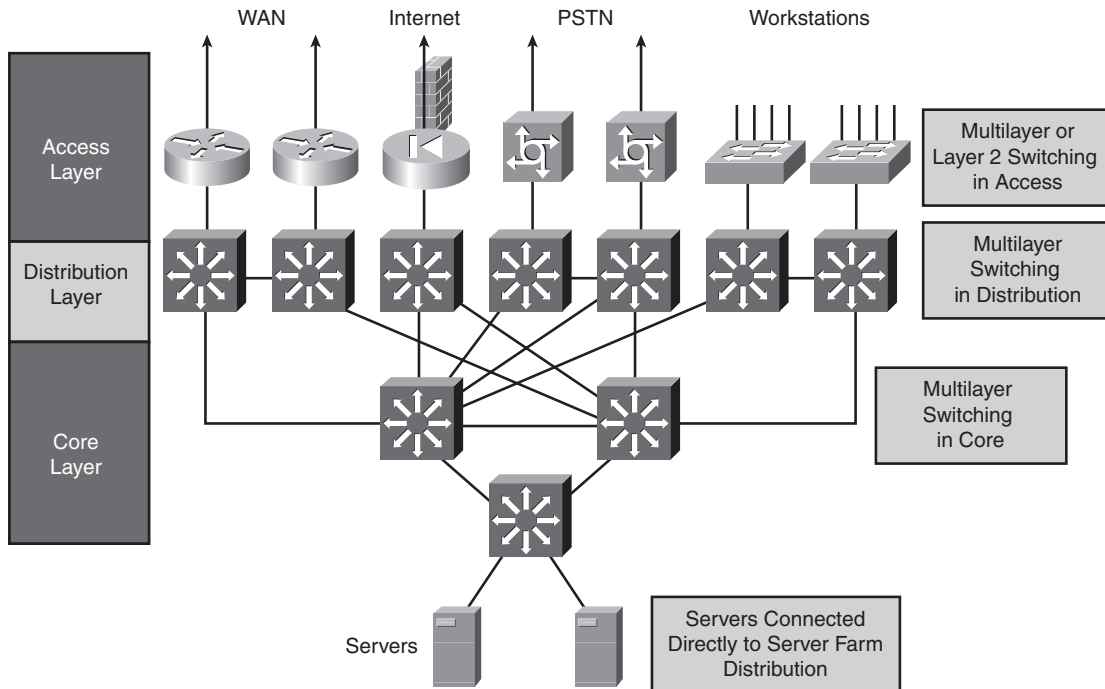 WAN
Internet
PSTN
Workstations
Access
Layer
Multilayer or
Layer 2 Switching
in Access
Distribution
Layer
Multilayer
Switching
in Distribution
Core
Layer
Multilayer
Switching
in Core
Servers
Servers Connected
Directly to Server Farm
Distribution